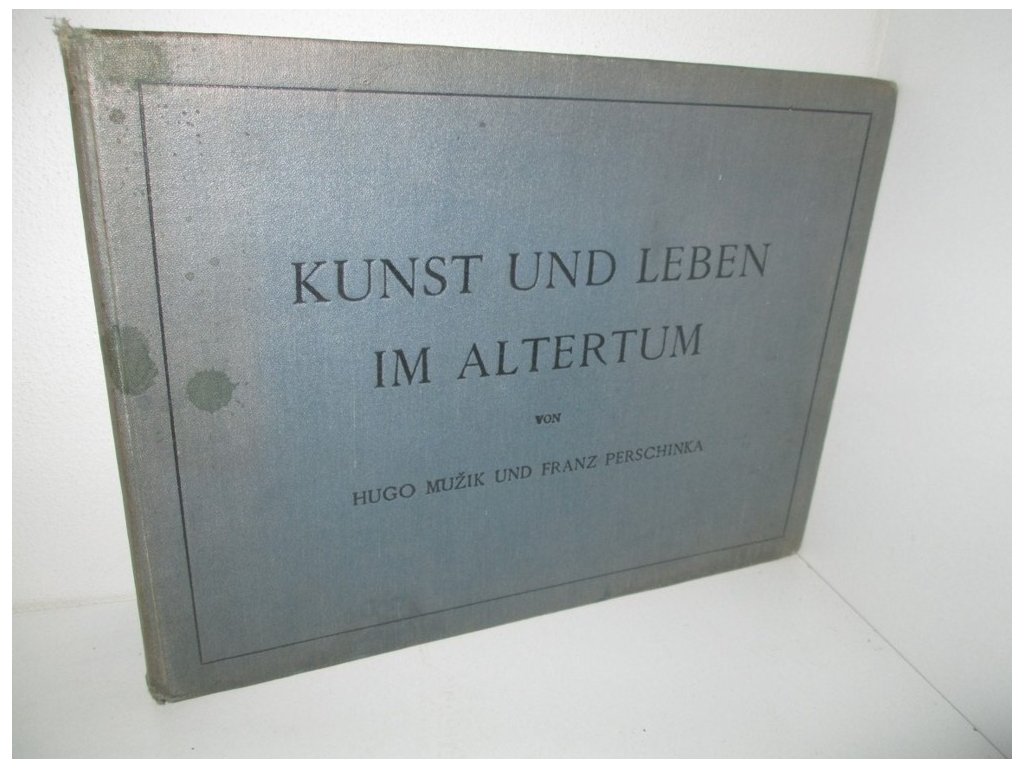 KUNST UND LEBEN
IM ALTERTUM
VON
HUGO MUŽIK UND FRANZ PERSCHINKA